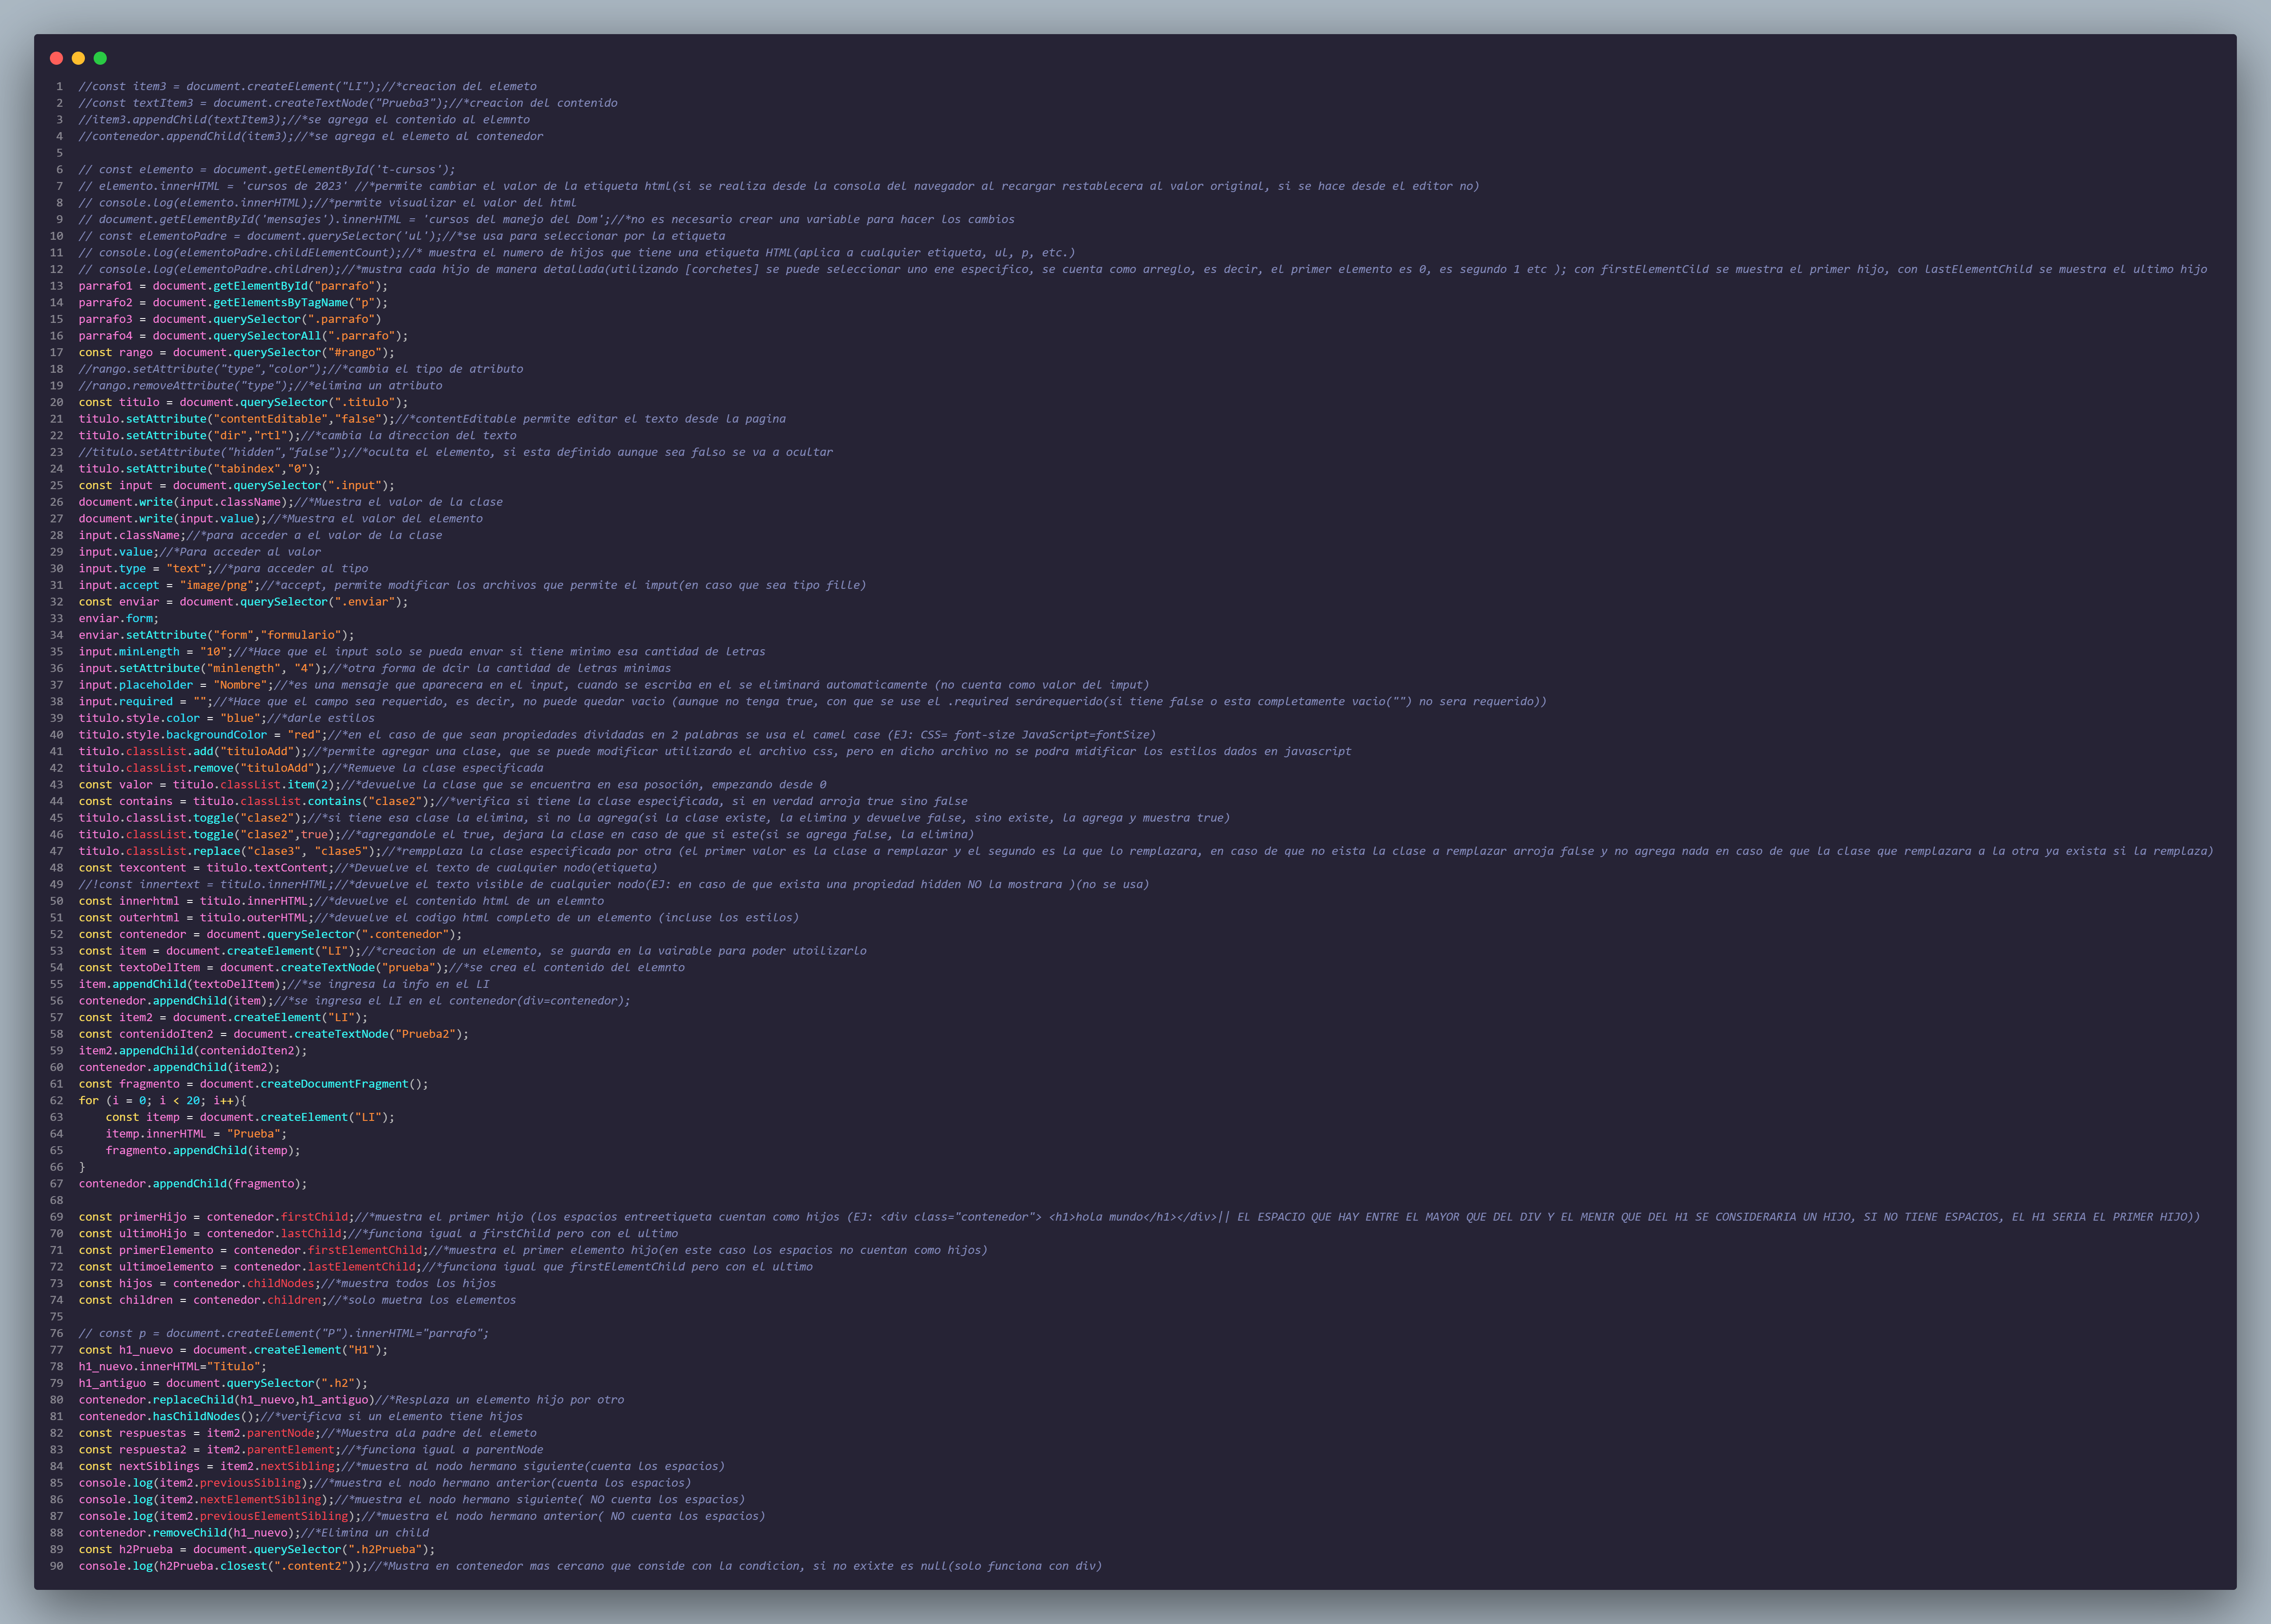 1 //const item3 = document.createElement("LI");//*creacion del elemeto
2 //const textItem3 = document.createTextNode("Prueba3");//*creacion del contenido
3 //item3.appendChild(textItem3);//*se agrega el contenido al elemnto
4 //contenedor.appendChild(item3);//*se agrega el elemeto al contenedor
5
6 // const elemento = document.getElementById('t-cursos');
7 // elemento.innerHTML = 'cursos de 2023' //*permite cambiar el valor de la etiqueta html(si se realiza desde la consola del navegador al recargar restablecera al valor original, si se hace desde el editor no)
8 // console.log(elemento.innerHTML);//*permite visualizar el valor del html
9 // document.getElementById('mensajes').innerHTML = 'cursos del manejo del Dom';//*no es necesario crear una variable para hacer los cambios
10 // const elementoPadre = document.querySelector('ul');//*se usa para seleccionar por la etiqueta
11 // console.log(elementoPadre.childElementCount);//* muestra el numero de hijos que tiene una etiqueta HTML(aplica a cualquier etiqueta, ul, p, etc.)
12 // console.log(elementoPadre.children);//*mustra cada hijo de manera detallada(utilizando [corchetes] se puede seleccionar uno ene especifico, se cuenta como arreglo, es decir, el primer elemento es 0, es segundo 1 etc ); con firstElementCild se muestra el primer hijo, con lastElementChild se muestra el ultimo hijo
13 parrafo1 = document.getElementById("parrafo");
14 parrafo2 = document.getElementsByTagName("p");
15 parrafo3 = document.querySelector(".parrafo")
16 parrafo4 = document.querySelectorAll(".parrafo");
17 const rango = document.querySelector("#rango");
18 //rango.setAttribute("type","color");//*cambia el tipo de atributo
19 //rango.removeAttribute("type");//*elimina un atributo
20 const titulo = document.querySelector(".titulo");
21 titulo.setAttribute("contentEditable","false");//*contentEditable permite editar el texto desde la pagina
22 titulo.setAttribute("dir","rtl");//*cambia la direccion del texto
23 //titulo.setAttribute("hidden","false");//*oculta el elemento, si esta definido aunque sea falso se va a ocultar
24 titulo.setAttribute("tabindex","0");
25 const input = document.querySelector(".input");
26 document.write(input.className);//*Muestra el valor de la clase
27 document.write(input.value);//*Muestra el valor del elemento
28 input.className;//*para acceder a el valor de la clase
29 input.value;//*Para acceder al valor
30 input.type = "text";//*para acceder al tipo
31 input.accept = "image/png";//*accept, permite modificar los archivos que permite el imput(en caso que sea tipo fille)
32 const enviar = document.querySelector(".enviar");
33 enviar.form;
34 enviar.setAttribute("form","formulario");
35 input.minLength = "10";//*Hace que el input solo se pueda envar si tiene minimo esa cantidad de letras
36 input.setAttribute("minlength", "4");//*otra forma de dcir la cantidad de letras minimas
37 input.placeholder = "Nombre";//*es una mensaje que aparecera en el input, cuando se escriba en el se eliminará automaticamente (no cuenta como valor del imput)
38 input.required = "";//*Hace que el campo sea requerido, es decir, no puede quedar vacio (aunque no tenga true, con que se use el .required serárequerido(si tiene false o esta completamente vacio("") no sera requerido))
39 titulo.style.color = "blue";//*darle estilos
40 titulo.style.backgroundColor = "red";//*en el caso de que sean propiedades dividadas en 2 palabras se usa el camel case (EJ: CSS= font-size JavaScript=fontSize)
41 titulo.classList.add("tituloAdd");//*permite agregar una clase, que se puede modificar utilizando el archivo css, pero en dicho archivo no se podra midificar los estilos dados en javascript
42 titulo.classList.remove("tituloAdd");//*Remueve la clase especificada
43 const valor = titulo.classList.item(2);//*devuelve la clase que se encuentra en esa posoción, empezando desde 0
44 const contains = titulo.classList.contains("clase2");//*verifica si tiene la clase especificada, si en verdad arroja true sino false
45 titulo.classList.toggle("clase2");//*si tiene esa clase la elimina, si no la agrega(si la clase existe, la elimina y devuelve false, sino existe, la agrega y muestra true)
46 titulo.classList.toggle("clase2",true);//*agregandole el true, dejara la clase en caso de que si este(si se agrega false, la elimina)
47 titulo.classList.replace("clase3", "clase5");//*rempplaza la clase especificada por otra (el primer valor es la clase a remplazar y el segundo es la que lo remplazara, en caso de que no eista la clase a remplazar arroja false y no agrega nada en caso de que la clase que remplazara a la otra ya exista si la remplaza)
48 const texcontent = titulo.textContent;//*Devuelve el texto de cualquier nodo(etiqueta)
49 //!const innertext = titulo.innerHTML;//*devuelve el texto visible de cualquier nodo(EJ: en caso de que exista una propiedad hidden NO la mostrara )(no se usa)
50 const innerhtml = titulo.innerHTML;//*devuelve el contenido html de un elemnto
51 const outerhtml = titulo.outerHTML;//*devuelve el codigo html completo de un elemento (incluse los estilos)
52 const contenedor = document.querySelector(".contenedor");
53 const item = document.createElement("LI");//*creacion de un elemento, se guarda en la vairable para poder utoilizarlo
54 const textoDelItem = document.createTextNode("prueba");//*se crea el contenido del elemnto
55 item.appendChild(textoDelItem);//*se ingresa la info en el LI
56 contenedor.appendChild(item);//*se ingresa el LI en el contenedor(div=contenedor);
57 const item2 = document.createElement("LI");
58 const contenidoIten2 = document.createTextNode("Prueba2");
59 item2.appendChild(contenidoIten2);
60 contenedor.appendChild(item2);
61 const fragmento = document.createDocumentFragment();
62 for (i = 0; i < 20; i++){
63 const itemp = document.createElement("LI");
64 itemp.innerHTML = "Prueba";
65 fragmento.appendChild(itemp);
66 }
67 contenedor.appendChild(fragmento);
68
69 const primerHijo = contenedor.firstChild;//*muestra el primer hijo (los espacios entreetiqueta cuentan como hijos (EJ: <div class="contenedor"> <h1>hola mundo</h1></div>|| EL ESPACIO QUE HAY ENTRE EL MAYOR QUE DEL DIV Y EL MENIR QUE DEL H1 SE CONSIDERARIA UN HIJO, SI NO TIENE ESPACIOS, EL H1 SERIA EL PRIMER HIJO))
70 const ultimoHijo = contenedor.lastChild;//*funciona igual a firstChild pero con el ultimo
71 const primerElemento = contenedor.firstElementChild;//*muestra el primer elemento hijo(en este caso los espacios no cuentan como hijos)
72 const ultimoelemento = contenedor.lastElementChild;//*funciona igual que firstElementChild pero con el ultimo
73 const hijos = contenedor.childNodes;//*muestra todos los hijos
74 const children = contenedor.children;//*solo muetra los elementos
75
76 // const p = document.createElement("P").innerHTML="parrafo";
77 const h1_nuevo = document.createElement("H1");
78 h1_nuevo.innerHTML="Titulo";
79 h1_antiguo = document.querySelector(".h2");
80 contenedor.replaceChild(h1_nuevo,h1_antiguo)//*Resplaza un elemento hijo por otro
81 contenedor.hasChildNodes();//*verificva si un elemento tiene hijos
82 const respuestas = item2.parentNode;//*Muestra ala padre del elemeto
83 const respuesta2 = item2.parentElement;//*funciona igual a parentNode
84 const nextSiblings = item2.nextSibling;//*muestra al nodo hermano siguiente(cuenta los espacios)
85 console.log(item2.previousSibling);//*muestra el nodo hermano anterior(cuenta los espacios)
86 console.log(item2.nextElementSibling);//*muestra el nodo hermano siguiente( NO cuenta los espacios)
87 console.log(item2.previousElementSibling);//*muestra el nodo hermano anterior( NO cuenta los espacios)
88 contenedor.removeChild(h1_nuevo);//*Elimina un child
89 const h2Prueba = document.querySelector(".h2Prueba");
90 console.log(h2Prueba.closest(".content2"));//*Mustra en contenedor mas cercano que conside con la condicion, si no exixte es null(solo funciona con div)